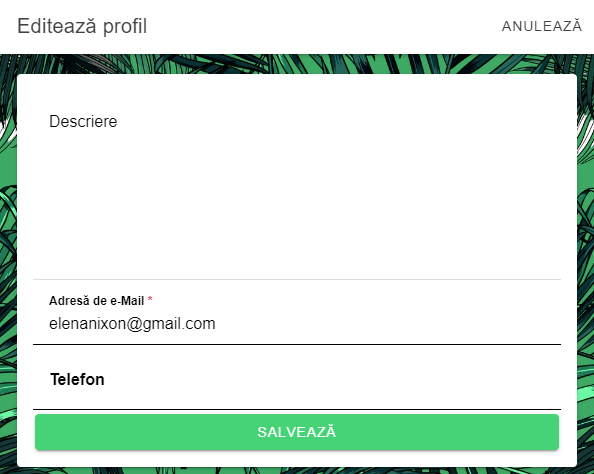 Editează profil
ANULEAZĂ
Descriere
Adresă de e-Mail *
elenanixon@gmail.com
Telefon
SALVEAZĂ